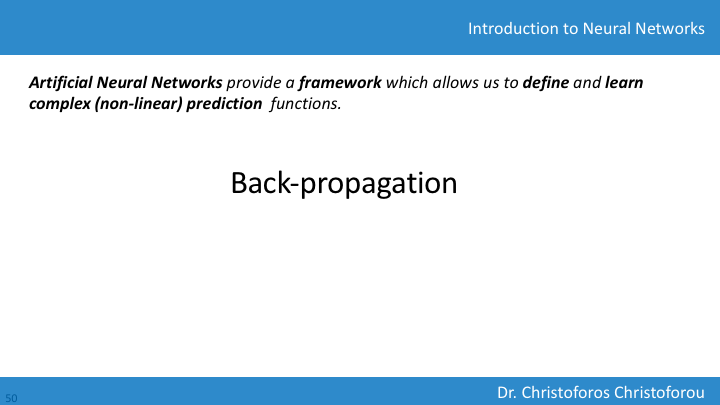 Introduction to Neural Networks
Artificial Neural Networks provide a framework which allows us to define and learn
complex (non-linear) prediction functions.
Back-propagation
50
Dr. Christoforos Christoforou